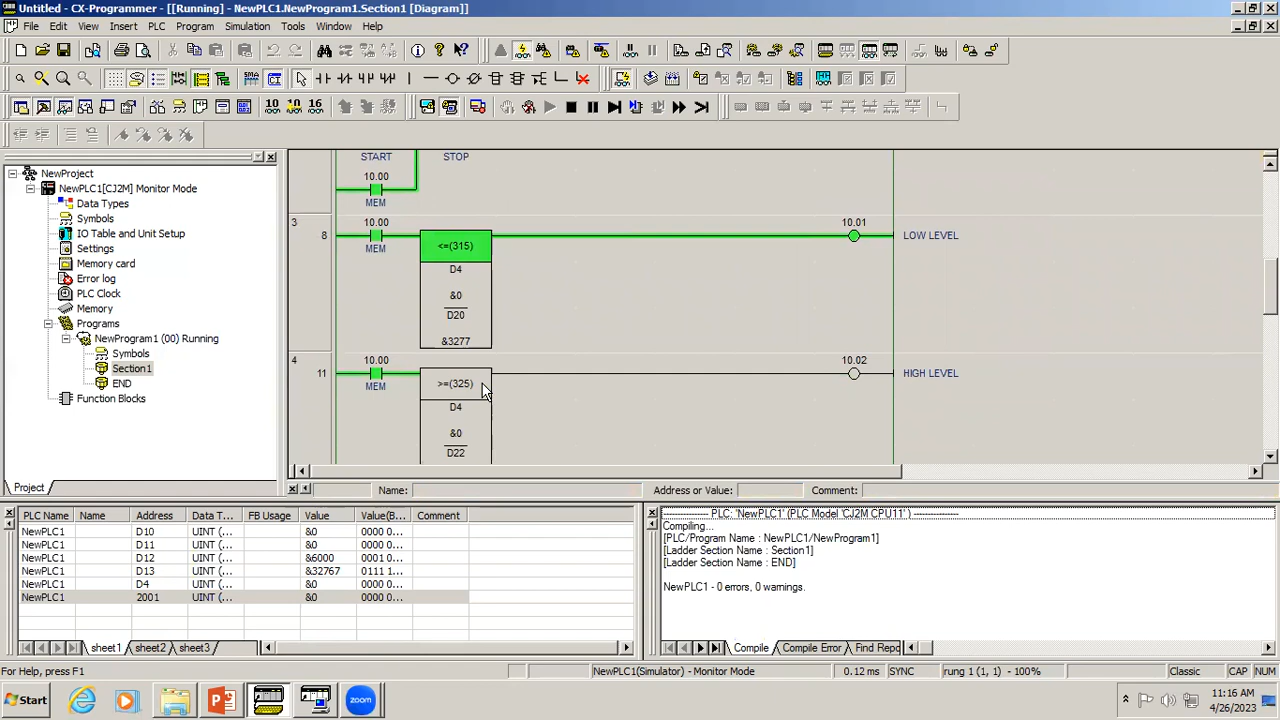 Untitled - CX-Programmer - [[Running] - NewPLC1.NewProgram1.Section1 [Diagram]]
File Edit View Insert PLC Program Simulation Tools Window Help
10 10 16
NewProject
NewPLC1[CJ2M] Monitor Mode
Data Types
Symbols
IO Table and Unit Setup
Settings
Memory card
Error log
PLC Clock
Memory
Programs
NewProgram1 (00) Running
Symbols
Section1
END
Function Blocks
Project
START STOP
10.00
MEM
3
8
10.00
MEM
<=(315)
D4
&0
D20
&3277
10.01
LOW LEVEL
4
11
10.00
MEM
>=(325)
D4
&0
D22
10.02
HIGH LEVEL
Name: Address or Value: Comment:
PLC Name Name Address Data T... FB Usage Value Value(B... Comment
NewPLC1 D10 UINT (... &0 0000 0...
NewPLC1 D11 UINT (... &0 0000 0...
NewPLC1 D12 UINT (... &6000 0001 0...
NewPLC1 D13 UINT (... &32767 0111 1...
NewPLC1 D4 UINT (... &0 0000 0...
NewPLC1 2001 UINT (... &0 0000 0...
sheet1 sheet2 sheet3
--------------- PLC: 'NewPLC1' (PLC Model 'CJ2M CPU11' ) ---------------
Compiling...
[PLC/Program Name : NewPLC1/NewProgram1]
[Ladder Section Name : Section1]
[Ladder Section Name : END]
NewPLC1 - 0 errors, 0 warnings.
Compile Compile Error Find Repo
For Help, press F1
NewPLC1(Simulator) - Monitor Mode
0.12 ms
SYNC
rung 1 (1, 1) - 100%
Classic
CAP
NUM
Start
zoom
11:16 AM
4/26/2023